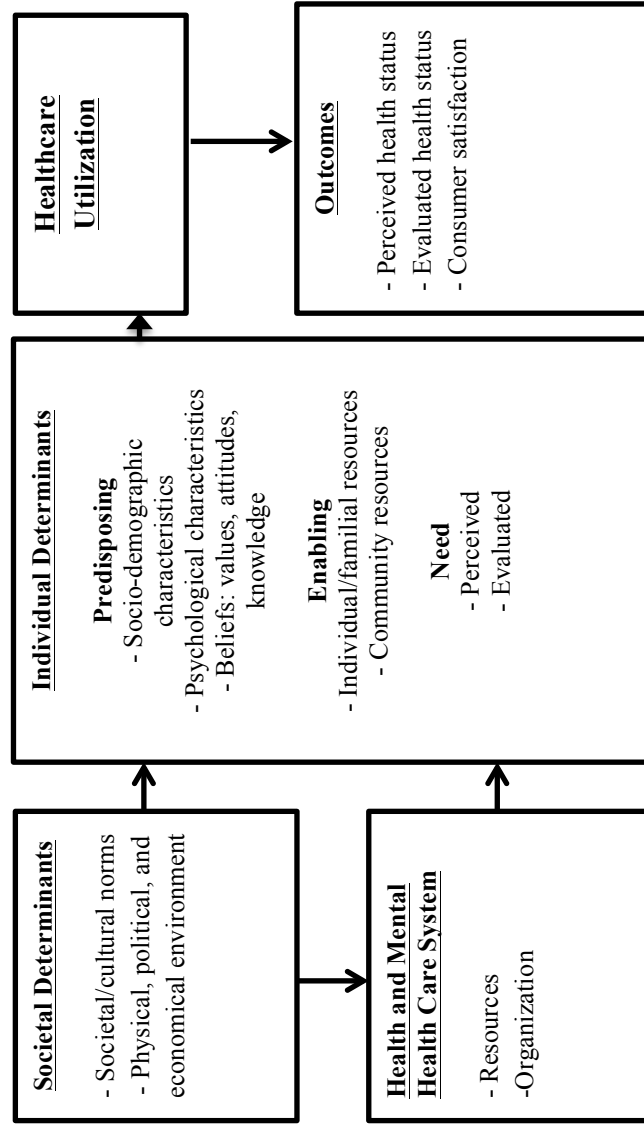 Societal Determinants
- Societal/cultural norms
- Physical, political, and
economical environment
Health and Mental
Health Care System
- Resources
-Organization
Individual Determinants
Predisposing
- Socio-demographic
characteristics
- Psychological characteristics
- Beliefs: values, attitudes,
knowledge
Enabling
- Individual/familial resources
- Community resources
Need
- Perceived
- Evaluated
Healthcare
Utilization
Outcomes
- Perceived health status
- Evaluated health status
- Consumer satisfaction